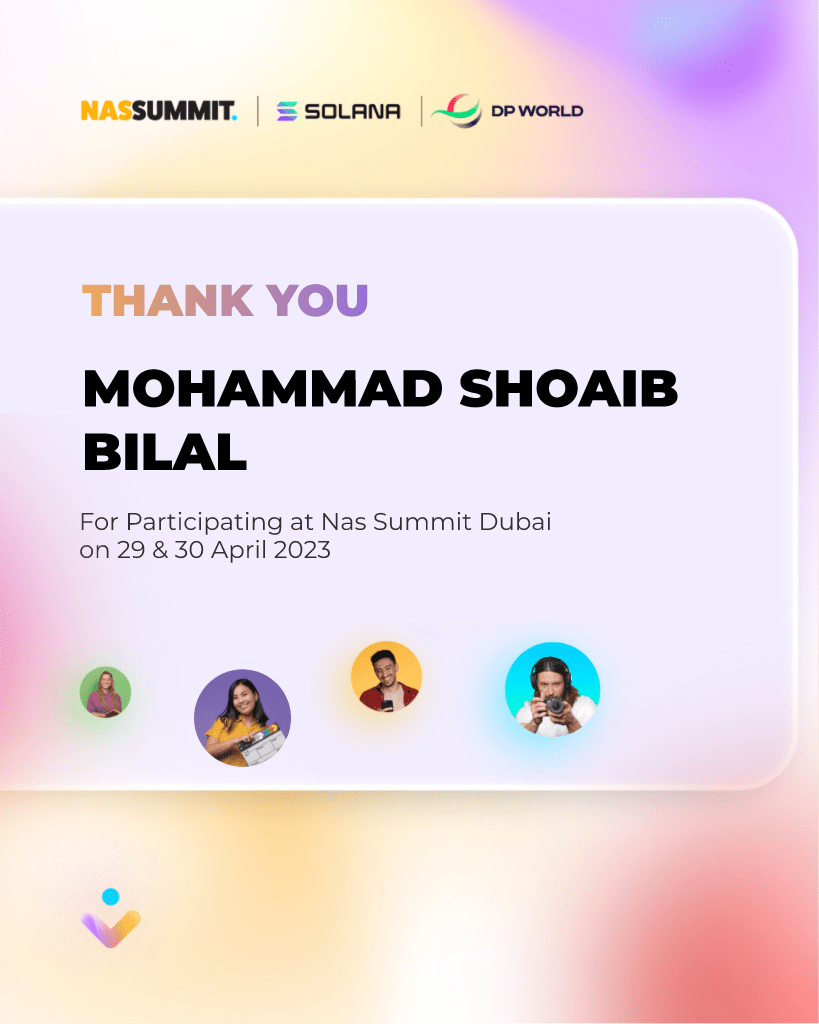 NASSUMMIT. | SOLANA | DP WORLD
THANK YOU
MOHAMMAD SHOAIB
BILAL
For Participating at Nas Summit Dubai
on 29 & 30 April 2023